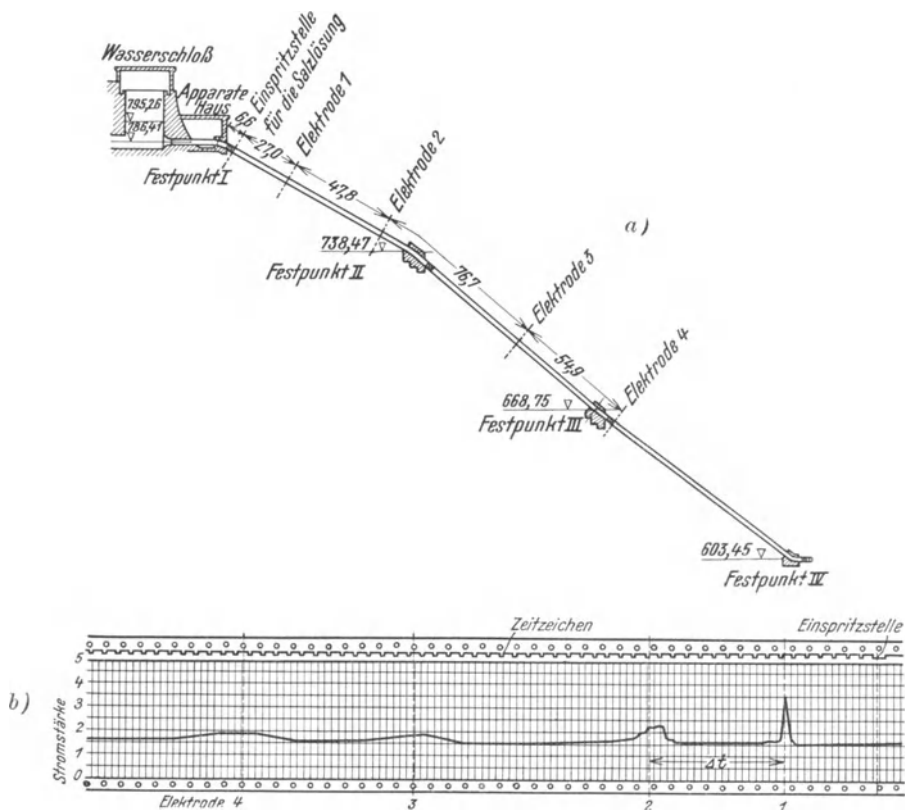 Wasserschloß
795,26
786,41
Apparate
Haus
6,6
Einspritzstelle
für die Salzlösung
27,0
Elektrode 1
47,8
Elektrode 2
Festpunkt I
738,47
Festpunkt II
a)
76,7
Elektrode 3
54,9
Elektrode 4
668,75
Festpunkt III
603,45
Festpunkt IV
Zeitzeichen
Einspritzstelle
b)
Stromstärke
5
4
3
2
1
0
Δt
Elektrode 4
3
2
1